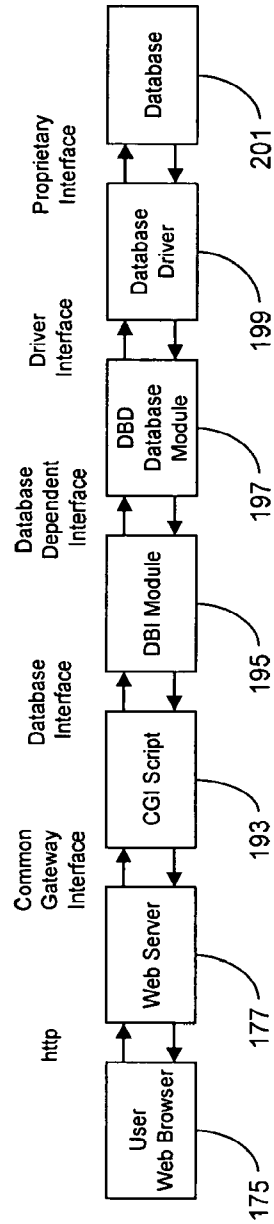 http
Common
Gateway
Interface
Database
Interface
Database
Dependent
Interface
Driver
Interface
Proprietary
Interface
User
Web Browser
Web Server
CGI Script
DBI Module
DBD
Database
Module
Database
Driver
Database
175
177
193
195
197
199
201